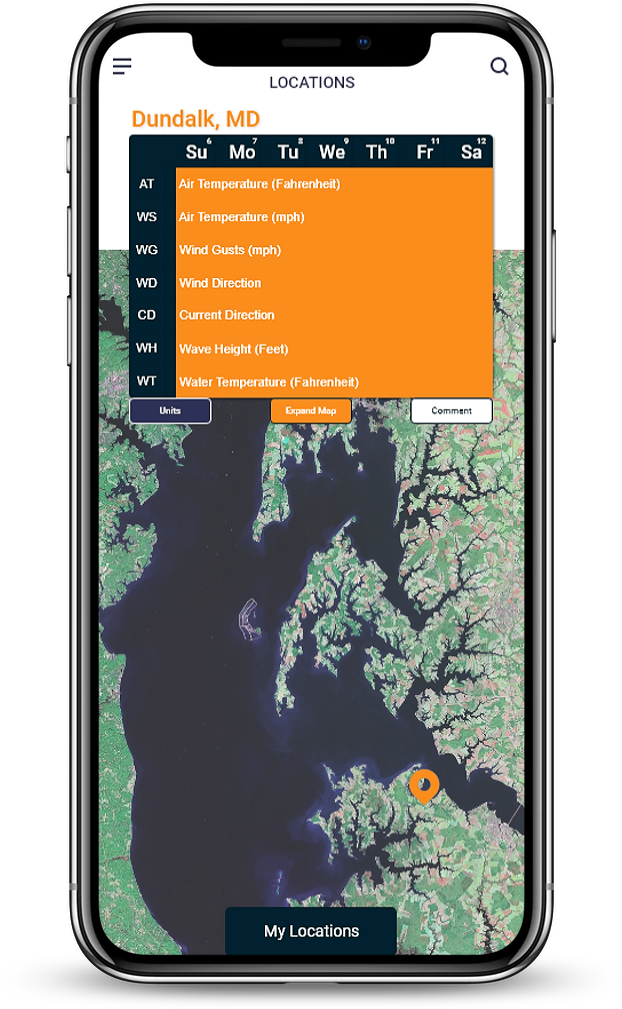 LOCATIONS
Dundalk, MD
Su 6 Mo 7 Tu 8 We 9 Th 10 Fr 11 Sa 12
AT Air Temperature (Fahrenheit)
WS Air Temperature (mph)
WG Wind Gusts (mph)
WD Wind Direction
CD Current Direction
WH Wave Height (Feet)
WT Water Temperature (Fahrenheit)
Units Expand Map Comment
My Locations